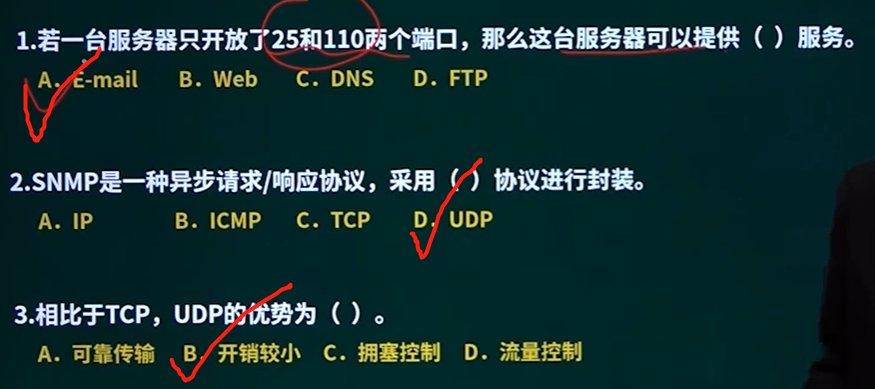 1.若一台服务器只开放了25和110两个端口，那么这台服务器可以提供（ ）服务。
A．E-mail B．Web C．DNS D．FTP
2.SNMP是一种异步请求/响应协议，采用（ ）协议进行封装。
A．IP B．ICMP C．TCP D．UDP
3.相比于TCP，UDP的优势为（ ）。
A．可靠传输 B．开销较小 C．拥塞控制 D．流量控制